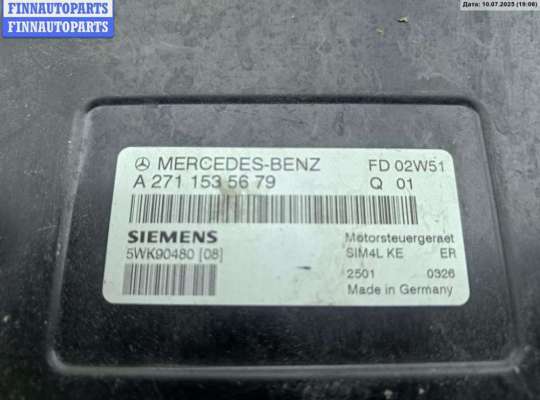 FINNAUTOPARTS
FINNAUTOPARTS
Дата: 10.07.2025 (19:06)
MERCEDES-BENZ FD 02W51
A 271 153 56 79 Q 01
SIEMENS Motorsteuergeraet
5WK90480 [08] SIM4L KE ER
2501 0326
Made in Germany